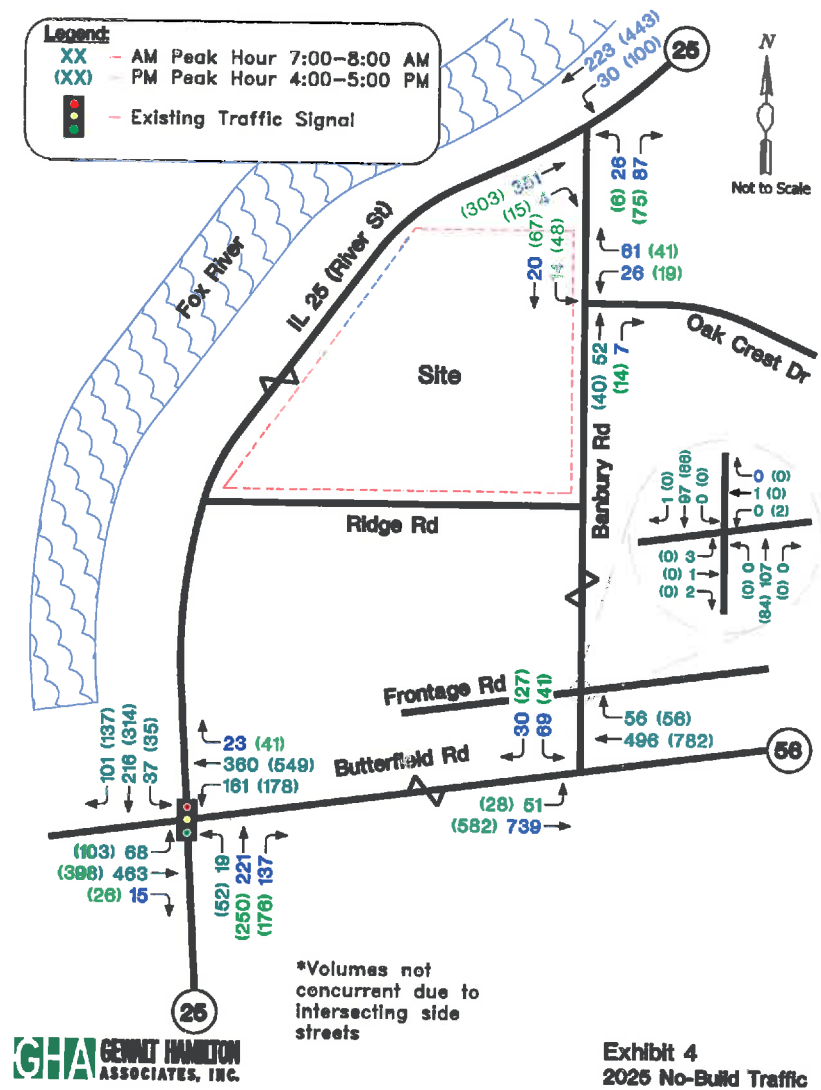 Legend:
XX - AM Peak Hour 7:00-8:00 AM
(XX) - PM Peak Hour 4:00-5:00 PM
- Existing Traffic Signal
223 (443)
30 (100)
25
N
Not to Scale
(303) 351
(15) 4
(6) 26
(75) 87
20 (67)
14 (48)
61 (41)
26 (19)
Oak Crest Dr
(40) 52
(14) 7
Fox River
IL 25 (River St)
Site
Banbury Rd
Ridge Rd
1 (0)
97 (66)
0 (0)
0 (0)
1 (0)
0 (2)
(0) 3
(0) 1
(0) 2
(0) 0
(84) 107
(0) 0
Frontage Rd
30 (27)
69 (41)
56 (56)
496 (782)
56
Butterfield Rd
(28) 51
(582) 739
101 (137)
216 (314)
37 (35)
23 (41)
360 (549)
161 (178)
(103) 68
(398) 463
(26) 15
(52) 19
(250) 221
(176) 137
25
*Volumes not
concurrent due to
intersecting side
streets
GHA GEWALT HAMILTON
ASSOCIATES, INC.
Exhibit 4
2025 No-Build Traffic